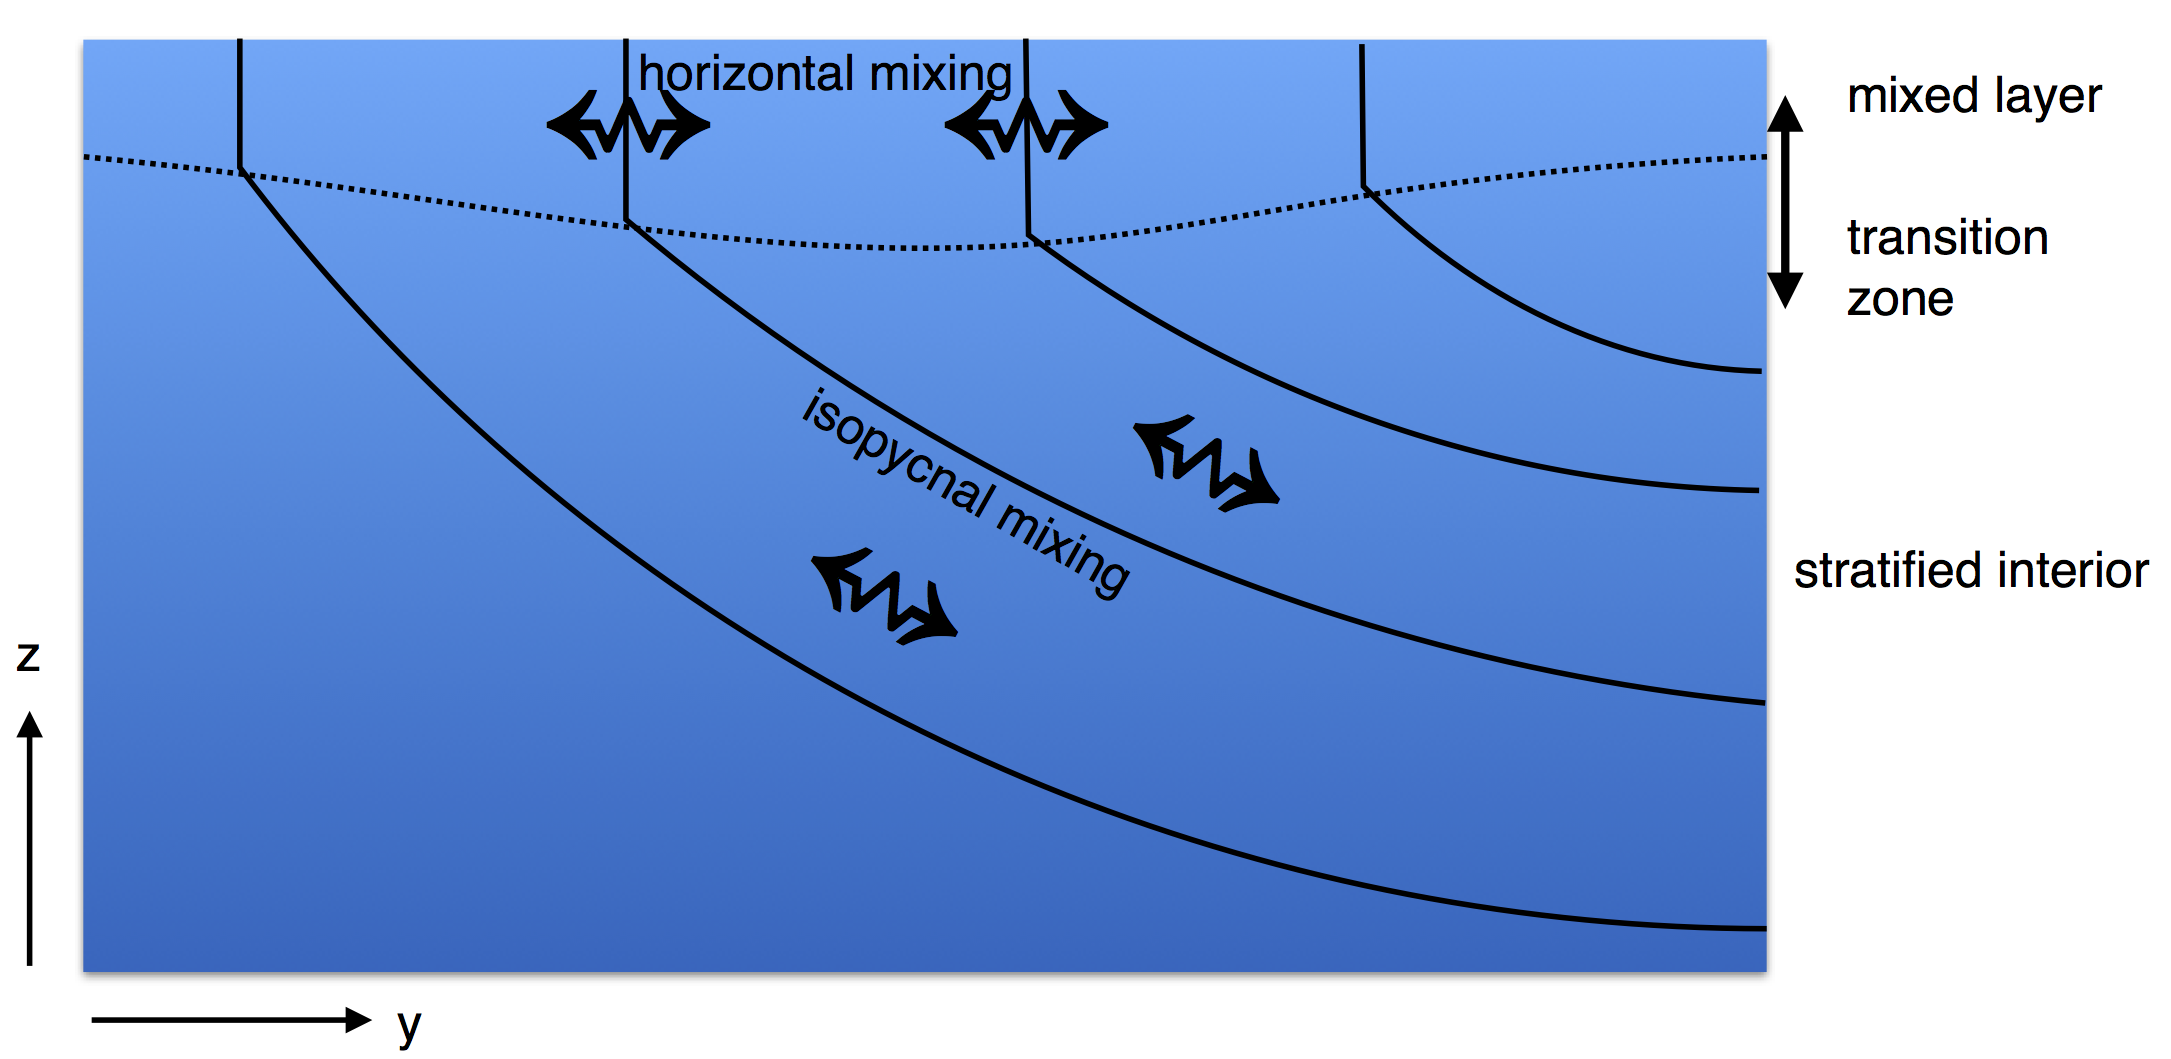 horizontal mixing
mixed layer
transition
zone
isopycnal mixing
stratified interior
z
y